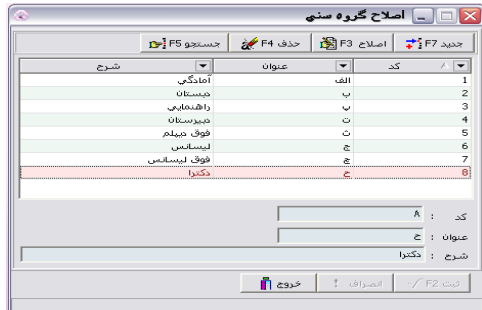 اصلاح گروه سنی
جدید F7 اصلاح F3 حذف F4 جستجو F5
کد عنوان شرح
1 الف آمادگی
2 ب دبستان
3 پ راهنمایی
4 ت دبیرستان
5 ث فوق دیپلم
6 ج لیسانس
7 چ فوق لیسانس
8 ح دکترا
کد : ۸
عنوان : ح
شرح : دکترا
ثبت F2 انصراف خروج